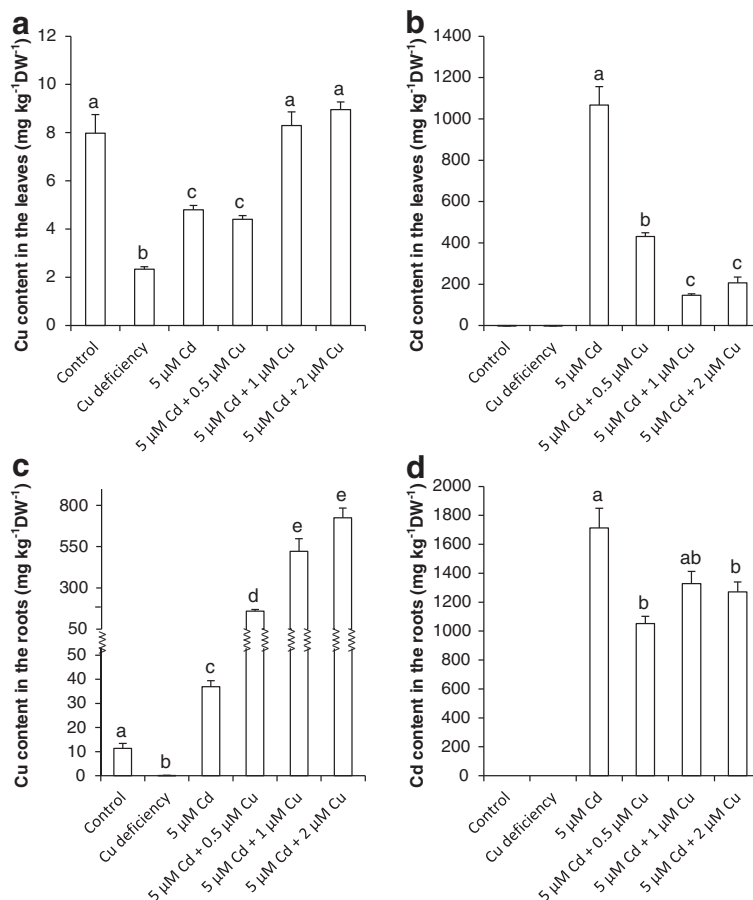 a
Cu content in the leaves (mg kg⁻¹DW⁻¹)
12
10
8
6
4
2
0
a
b
c
c
a
a
Control
Cu deficiency
5 µM Cd
5 µM Cd + 0.5 µM Cu
5 µM Cd + 1 µM Cu
5 µM Cd + 2 µM Cu
b
Cd content in the leaves (mg kg⁻¹DW⁻¹)
1400
1200
1000
800
600
400
200
0
a
b
c
c
Control
Cu deficiency
5 µM Cd
5 µM Cd + 0.5 µM Cu
5 µM Cd + 1 µM Cu
5 µM Cd + 2 µM Cu
c
Cu content in the roots (mg kg⁻¹DW⁻¹)
800
550
300
50
50
40
30
20
10
0
a
b
c
d
e
e
Control
Cu deficiency
5 µM Cd
5 µM Cd + 0.5 µM Cu
5 µM Cd + 1 µM Cu
5 µM Cd + 2 µM Cu
d
Cd content in the roots (mg kg⁻¹DW⁻¹)
2000
1800
1600
1400
1200
1000
800
600
400
200
0
a
b
ab
b
Control
Cu deficiency
5 µM Cd
5 µM Cd + 0.5 µM Cu
5 µM Cd + 1 µM Cu
5 µM Cd + 2 µM Cu